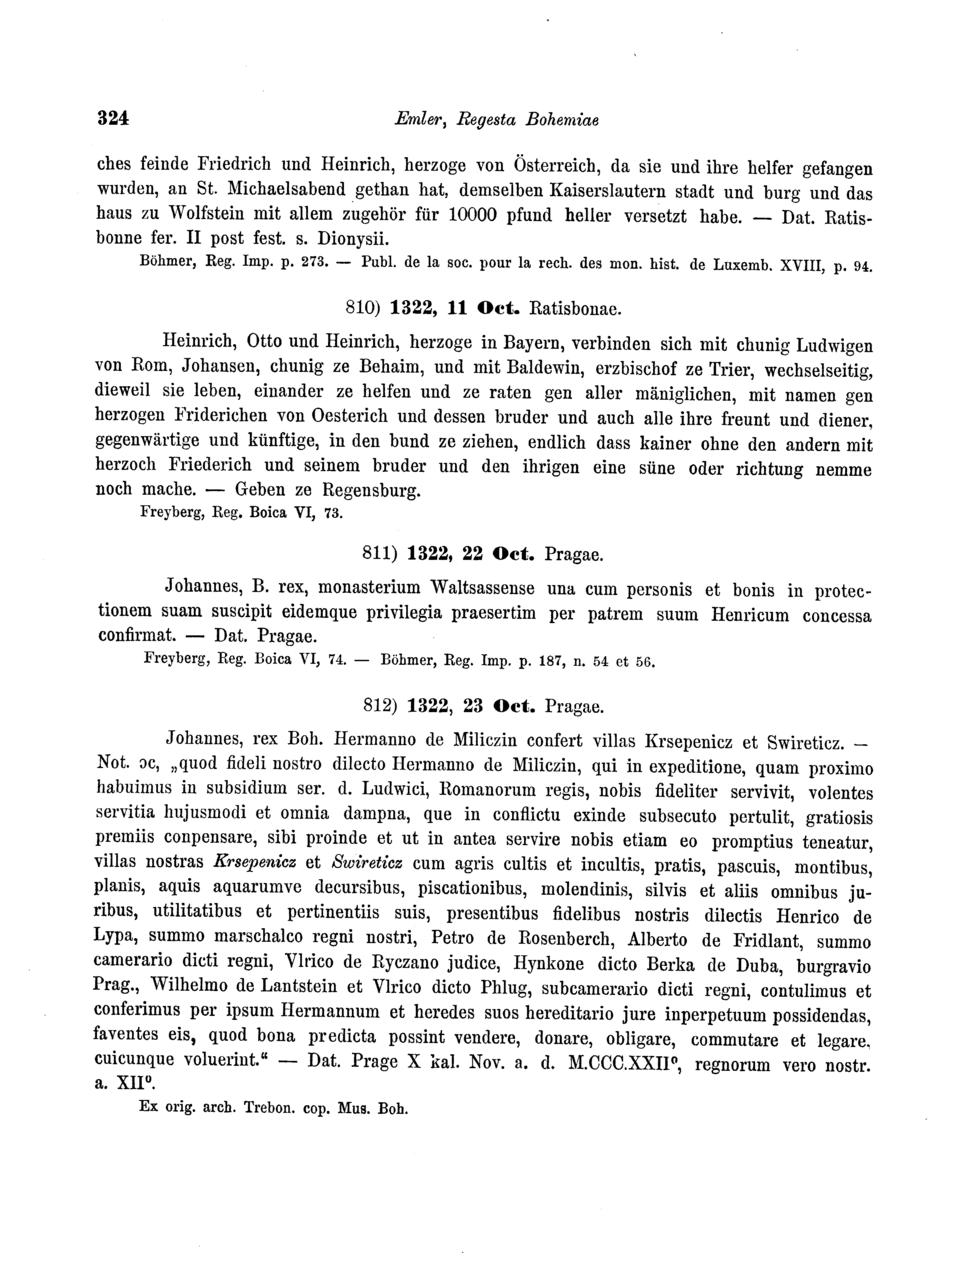 324 Emler, Regesta Bohemiae
ches feinde Friedrich und Heinrich, herzoge von Österreich, da sie und ihre helfer gefangen
wurden, an St. Michaelsabend gethan hat, demselben Kaiserslautern stadt und burg und das
haus zu Wolfstein mit allem zugehör für 10000 pfund heller versetzt habe. — Dat. Ratis-
bonne fer. II post fest. s. Dionysii.
Böhmer, Reg. Imp. p. 273. — Publ. de la soc. pour la rech. des mon. hist. de Luxemb. XVIII, p. 94.
810) 1322, 11 Oct. Ratisbonae.
Heinrich, Otto und Heinrich, herzoge in Bayern, verbinden sich mit chunig Ludwigen
von Rom, Johansen, chunig ze Behaim, und mit Baldewin, erzbischof ze Trier, wechselseitig,
dieweil sie leben, einander ze helfen und ze raten gen aller mäniglichen, mit namen gen
herzogen Friderichen von Oesterich und dessen bruder und auch alle ihre freunt und diener,
gegenwärtige und künftige, in den bund ze ziehen, endlich dass kainer ohne den andern mit
herzoch Friederich und seinem bruder und den ihrigen eine süne oder richtung nemme
noch mache. — Geben ze Regensburg.
Freyberg, Reg. Boica VI, 73.
811) 1322, 22 Oct. Pragae.
Johannes, B. rex, monasterium Waltsassense una cum personis et bonis in protec-
tionem suam suscipit eidemque privilegia praesertim per patrem suum Henricum concessa
confirmat. — Dat. Pragae.
Freyberg, Reg. Boica VI, 74. — Böhmer, Reg. Imp. p. 187, n. 54 et 56.
812) 1322, 23 Oct. Pragae.
Johannes, rex Boh. Hermanno de Miliczin confert villas Krsepenicz et Swireticz. —
Not. ɔc, „quod fideli nostro dilecto Hermanno de Miliczin, qui in expeditione, quam proximo
habuimus in subsidium ser. d. Ludwici, Romanorum regis, nobis fideliter servivit, volentes
servitia hujusmodi et omnia dampna, que in conflictu exinde subsecuto pertulit, gratiosis
premiis conpensare, sibi proinde et ut in antea servire nobis etiam eo promptius teneatur,
villas nostras Krsepenicz et Swireticz cum agris cultis et incultis, pratis, pascuis, montibus,
planis, aquis aquarumve decursibus, piscationibus, molendinis, silvis et aliis omnibus ju-
ribus, utilitatibus et pertinentiis suis, presentibus fidelibus nostris dilectis Henrico de
Lypa, summo marschalco regni nostri, Petro de Rosenberch, Alberto de Fridlant, summo
camerario dicti regni, Vlrico de Ryczano judice, Hynkone dicto Berka de Duba, burgravio
Prag., Wilhelmo de Lantstein et Vlrico dicto Phlug, subcamerario dicti regni, contulimus et
conferimus per ipsum Hermannum et heredes suos hereditario jure inperpetuum possidendas,
faventes eis, quod bona predicta possint vendere, donare, obligare, commutare et legare,
cuicunque voluerint.“ — Dat. Prage X kal. Nov. a. d. M.CCC.XXIIº, regnorum vero nostr.
a. XIIº.
Ex orig. arch. Trebon. cop. Mus. Boh.